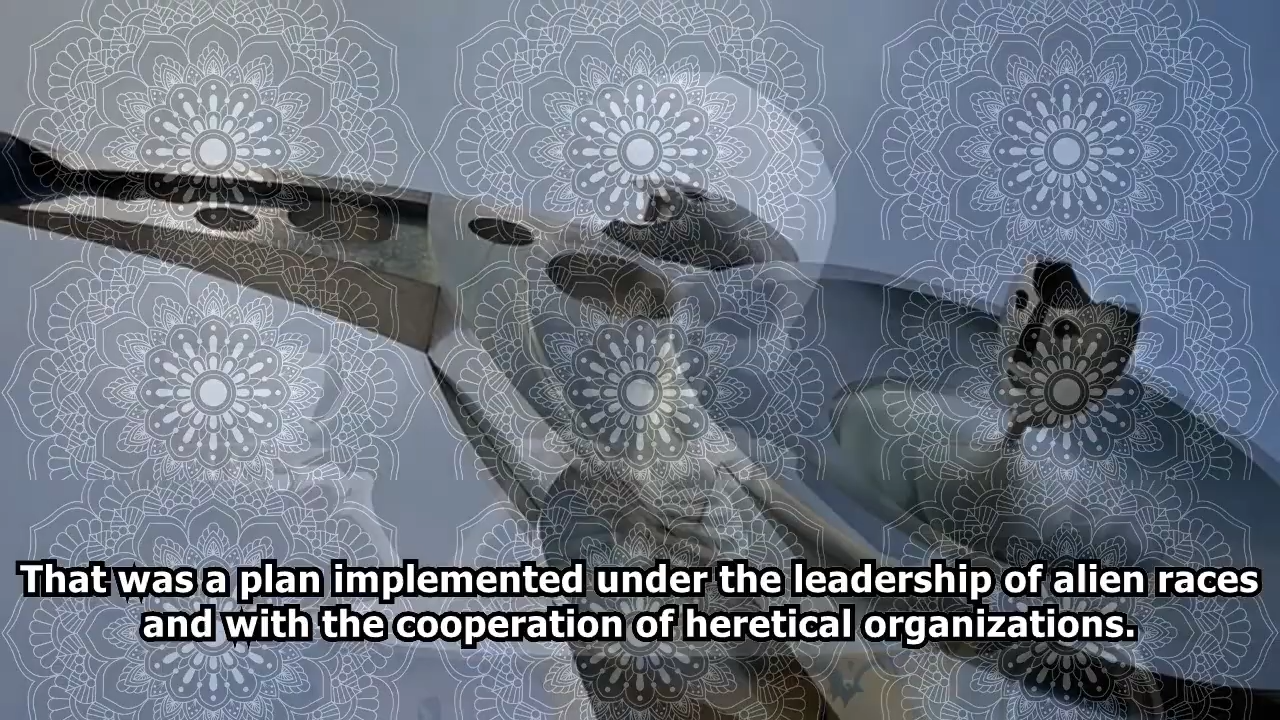 That was a plan implemented under the leadership of alien races
and with the cooperation of heretical organizations.